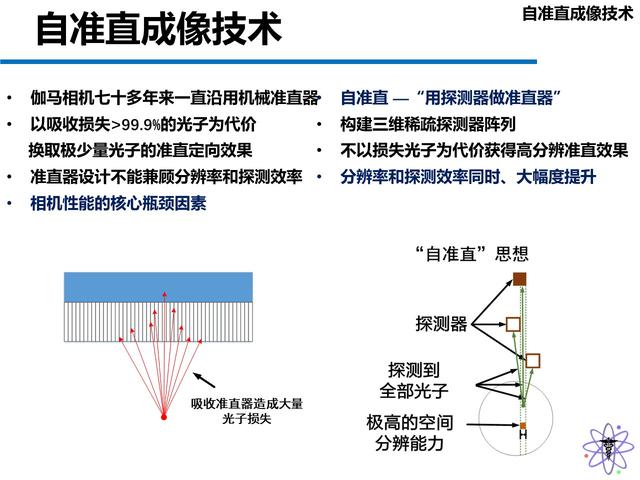 自准直成像技术
自准直成像技术
• 伽马相机七十多年来一直沿用机械准直器
• 以吸收损失>99.9%的光子为代价
换取极少量光子的准直定向效果
• 准直器设计不能兼顾分辨率和探测效率
• 相机性能的核心瓶颈因素
• 自准直 — “用探测器做准直器”
• 构建三维稀疏探测器阵列
• 不以损失光子为代价获得高分辨准直效果
• 分辨率和探测效率同时、大幅度提升
吸收准直器造成大量
光子损失
“自准直”思想
探测器
探测到
全部光子
极高的空间
分辨能力